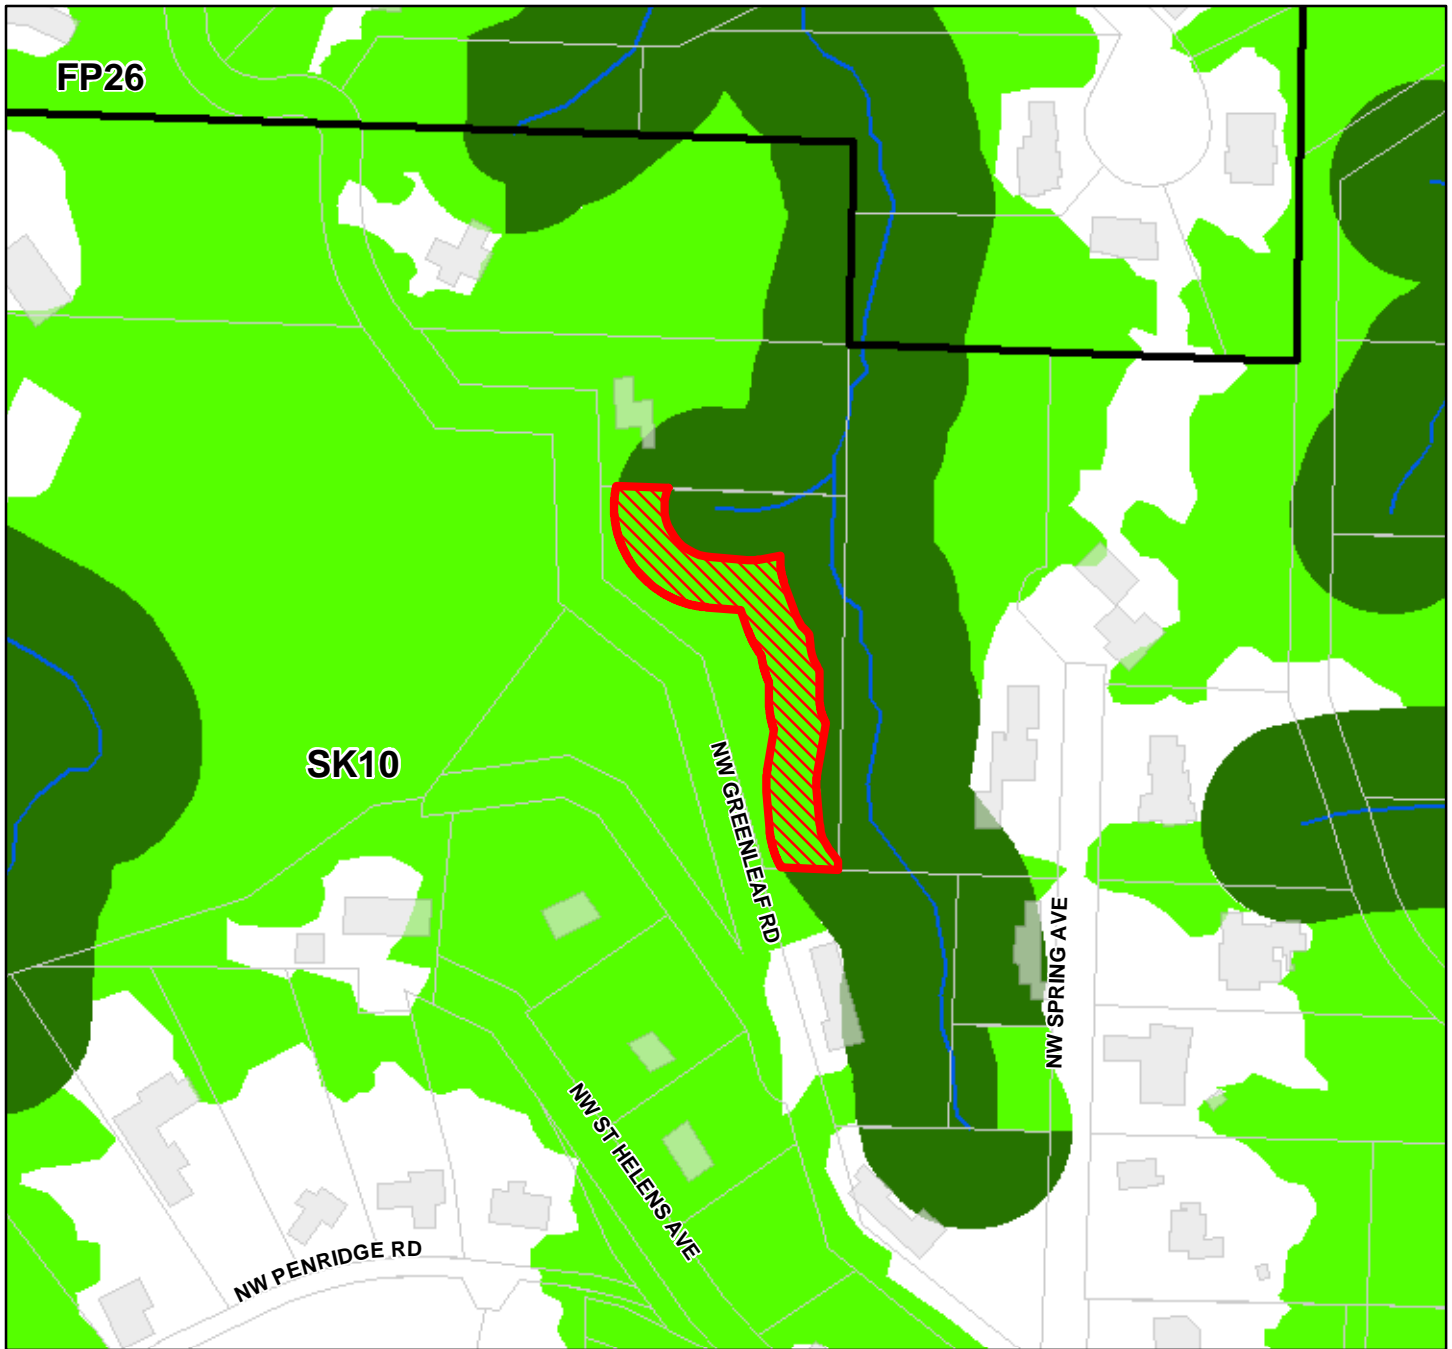 FP26
SK10
NW GREENLEAF RD
NW SPRING AVE
NW ST HELENS AVE
NW PENRIDGE RD